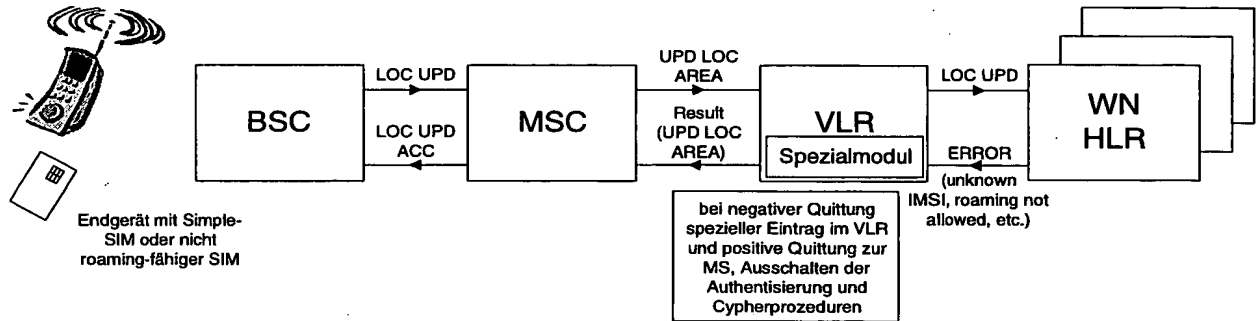 Endgerät mit Simple-
SIM oder nicht
roaming-fähiger SIM
BSC
LOC UPD
LOC UPD
ACC
MSC
UPD LOC
AREA
Result
(UPD LOC
AREA)
VLR
Spezialmodul
bei negativer Quittung
spezieller Eintrag im VLR
und positive Quittung zur
MS, Ausschalten der
Authentisierung und
Cypherprozeduren
LOC UPD
ERROR
(unknown
IMSI, roaming not
allowed, etc.)
WN
HLR